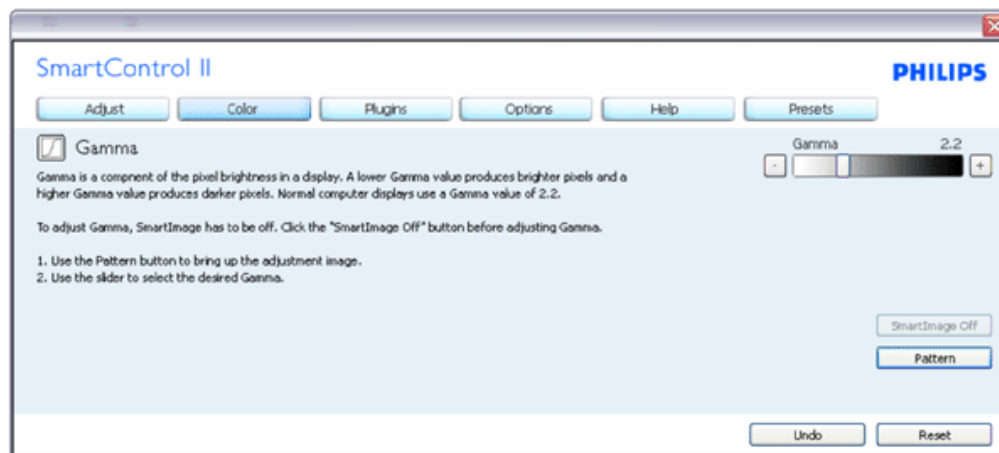 SmartControl II
PHILIPS
Adjust Color Plugins Options Help Presets
Gamma
Gamma 2.2
- +
Gamma is a compnent of the pixel brightness in a display. A lower Gamma value produces brighter pixels and a
higher Gamma value produces darker pixels. Normal computer displays use a Gamma value of 2.2.
To adjust Gamma, SmartImage has to be off. Click the "SmartImage Off" button before adjusting Gamma.
1. Use the Pattern button to bring up the adjustment image.
2. Use the slider to select the desired Gamma.
SmartImage Off
Pattern
Undo Reset